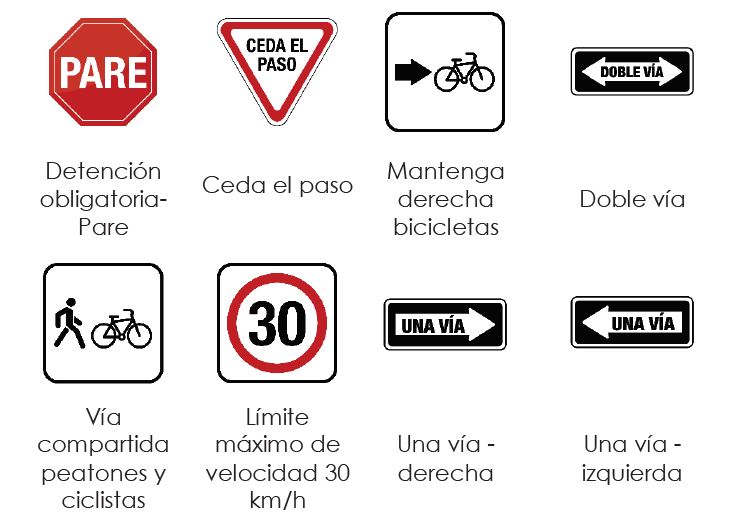 PARE
CEDA EL
PASO
DOBLE VÍA
Detención
obligatoria-
Pare
Ceda el paso
Mantenga
derecha
bicicletas
Doble vía
30
UNA VÍA
UNA VÍA
Vía
compartida
peatones y
ciclistas
Límite
máximo de
velocidad 30
km/h
Una vía -
derecha
Una vía -
izquierda